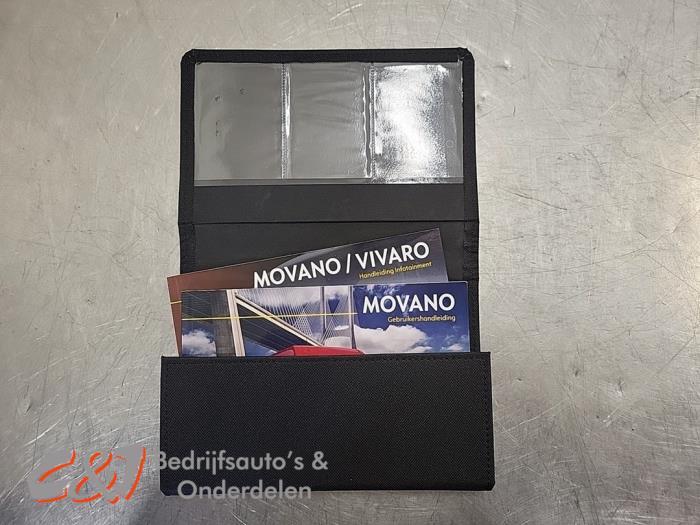 MOVANO / VIVARO
Handleiding Infotainment
MOVANO
Gebruikershandleiding
C&J Bedrijfsauto's &
Onderdelen